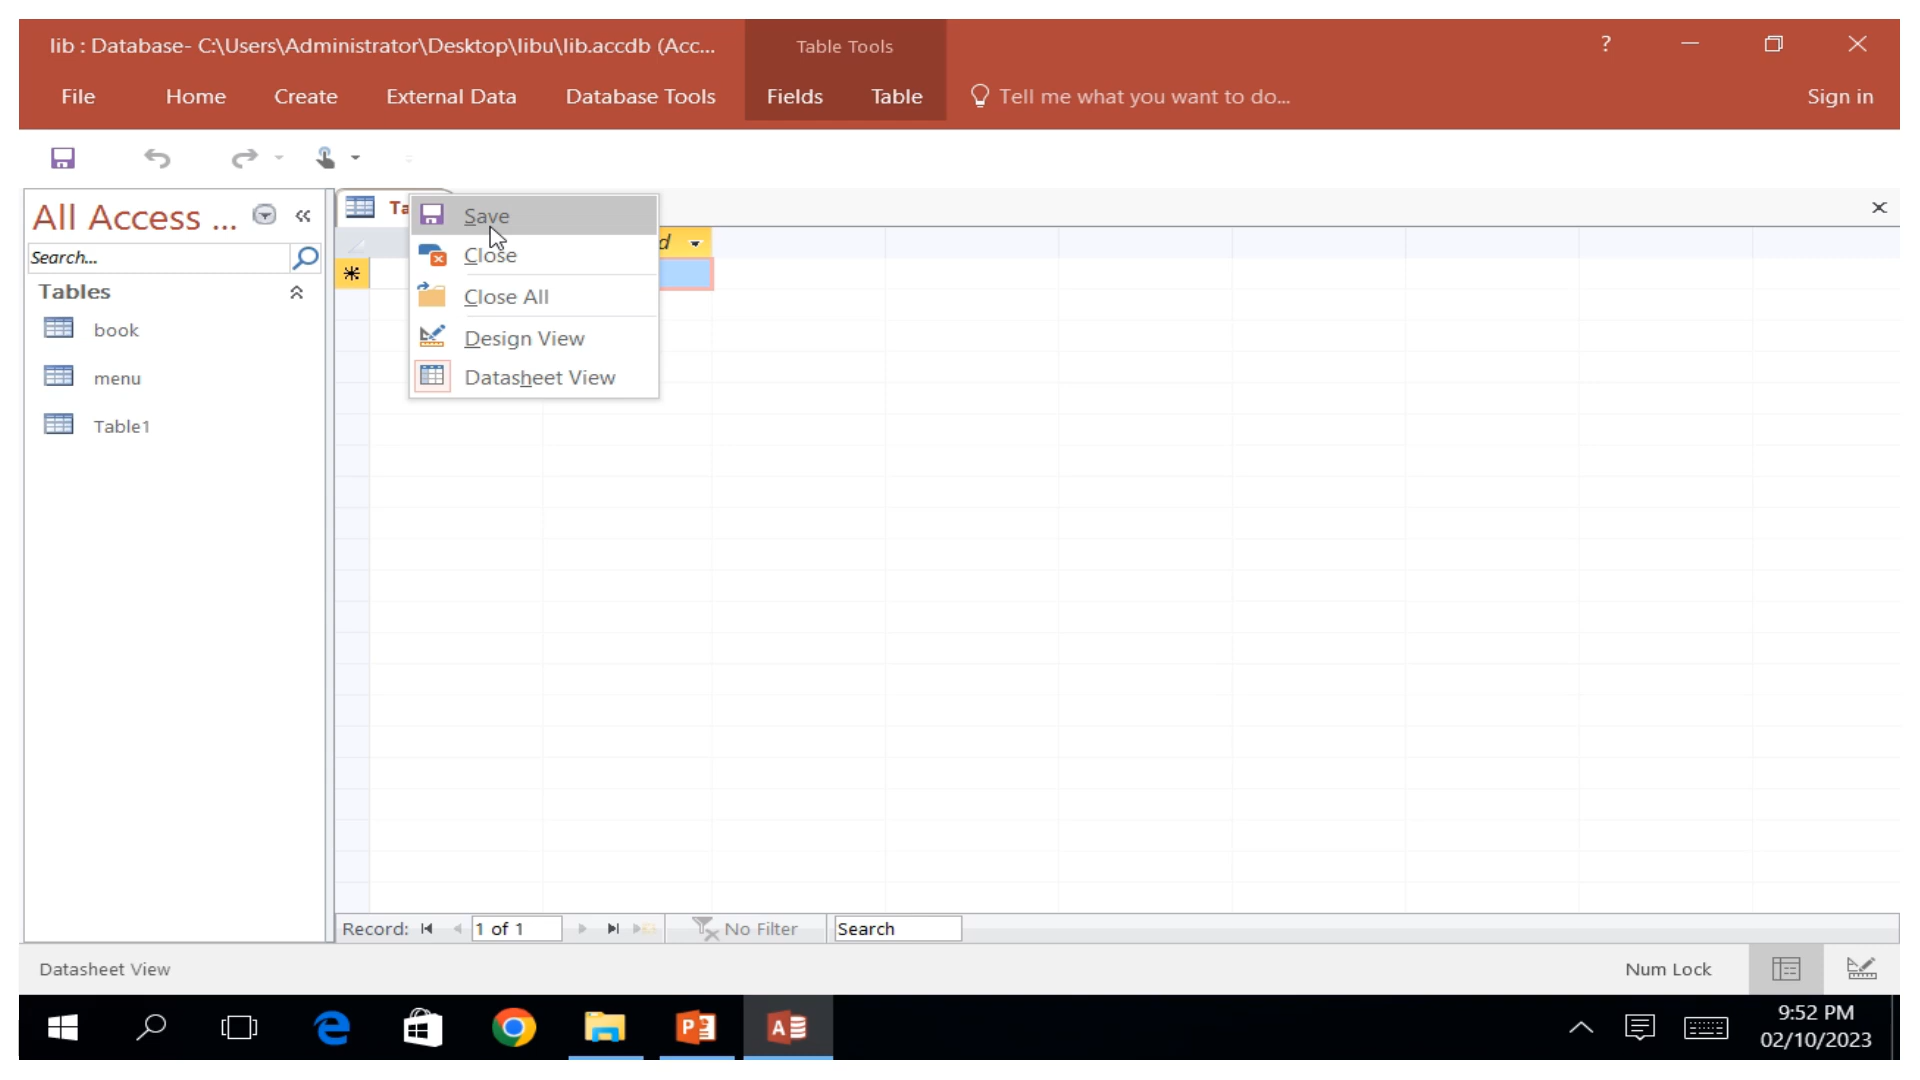 lib : Database- C:\Users\Administrator\Desktop\libu\lib.accdb (Acc...
Table Tools
?
File
Home
Create
External Data
Database Tools
Fields
Table
Tell me what you want to do...
Sign in
All Access ...
Search...
Tables
book
menu
Table1
Save
Close
Close All
Design View
Datasheet View
Record:
1 of 1
No Filter
Search
Datasheet View
Num Lock
9:52 PM
02/10/2023